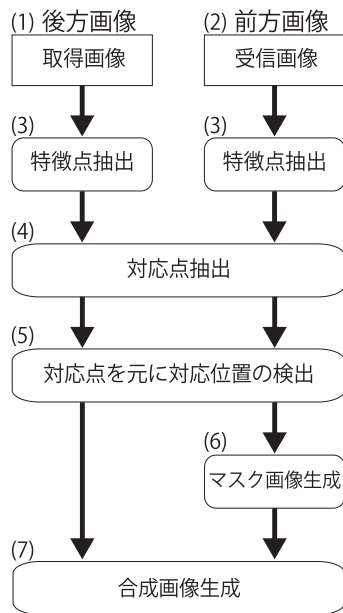 (1) 後方画像 (2) 前方画像
取得画像 受信画像
(3) (3)
特徴点抽出 特徴点抽出
(4)
対応点抽出
(5)
対応点を元に対応位置の検出
(6)
マスク画像生成
(7)
合成画像生成